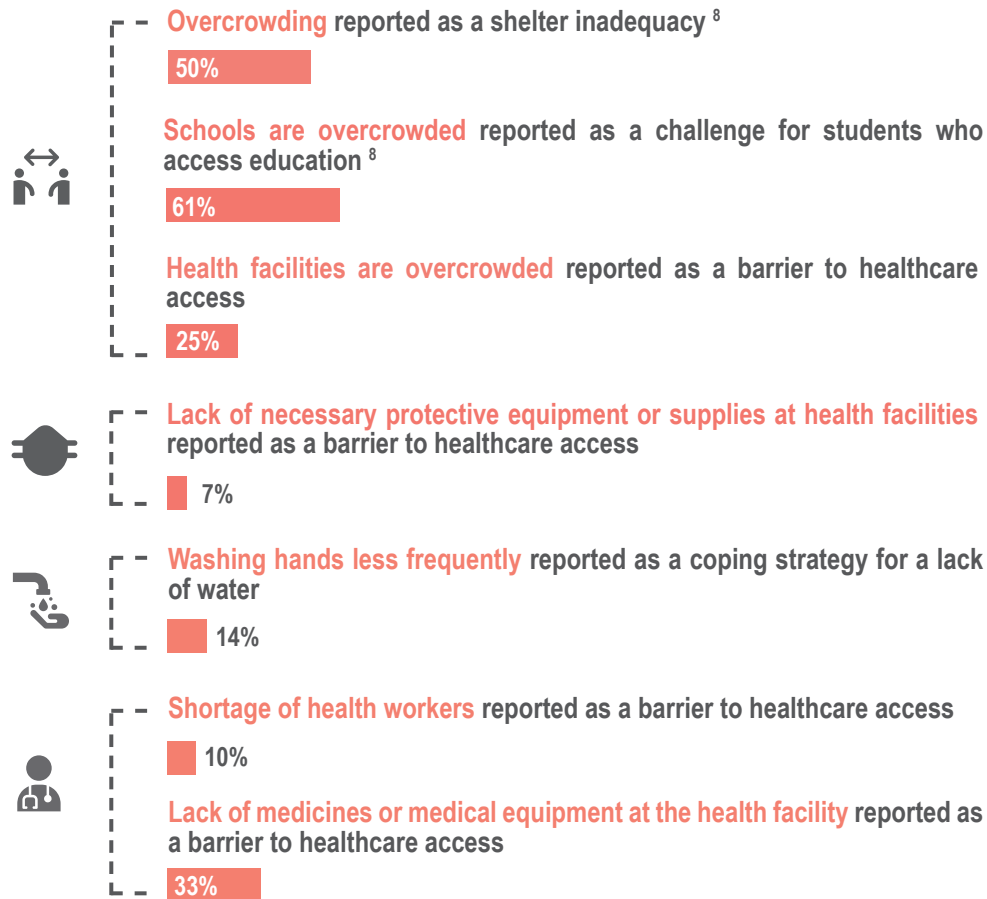 Overcrowding reported as a shelter inadequacy 8
50%
Schools are overcrowded reported as a challenge for students who
access education 8
61%
Health facilities are overcrowded reported as a barrier to healthcare
access
25%
Lack of necessary protective equipment or supplies at health facilities
reported as a barrier to healthcare access
7%
Washing hands less frequently reported as a coping strategy for a lack
of water
14%
Shortage of health workers reported as a barrier to healthcare access
10%
Lack of medicines or medical equipment at the health facility reported as
a barrier to healthcare access
33%